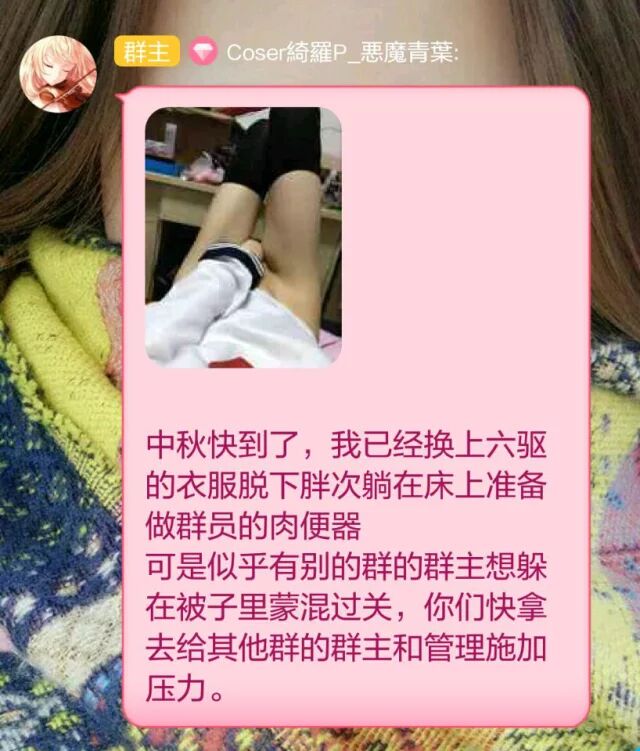 群主 Coser綺羅P_悪魔青葉:
中秋快到了，我已经换上六驱
的衣服脱下胖次躺在床上准备
做群员的肉便器
可是似乎有别的群的群主想躲
在被子里蒙混过关，你们快拿
去给其他群的群主和管理施加
压力。